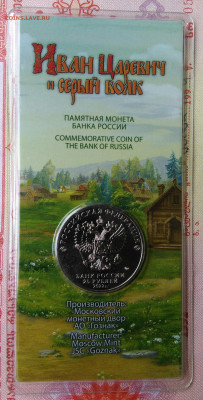 COINS.LAVE.RU
Иван Царевич
и серый волк
ПАМЯТНАЯ МОНЕТА
БАНКА РОССИИ
COMMEMORATIVE COIN OF
THE BANK OF RUSSIA
РОССИЙСКАЯ ФЕДЕРАЦИЯ
БАНК РОССИИ
25 РУБЛЕЙ
Производитель:
Московский
монетный двор
АО "Гознак"
Manufacturer:
Moscow Mint
JSC "Goznak"